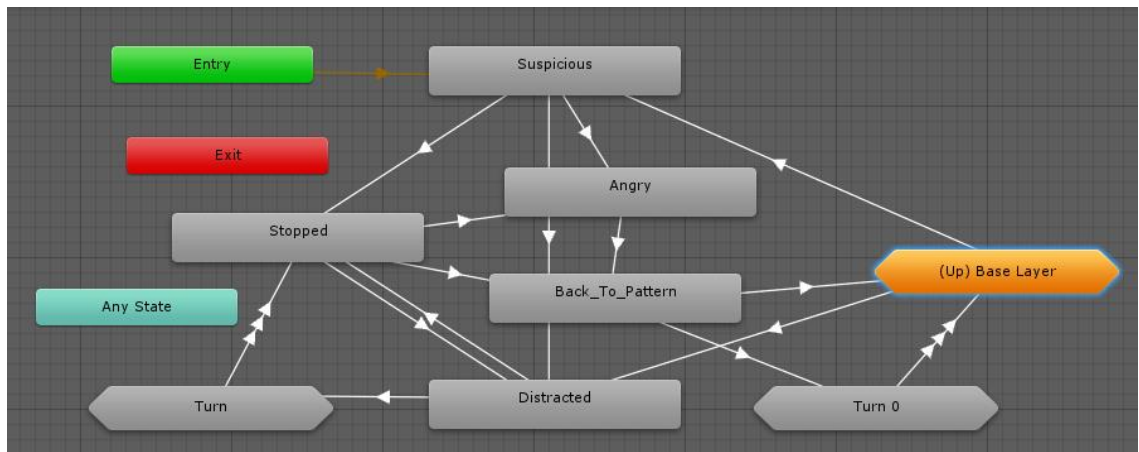 Entry
Suspicious
Exit
Angry
Stopped
(Up) Base Layer
Back_To_Pattern
Any State
Turn
Distracted
Turn 0